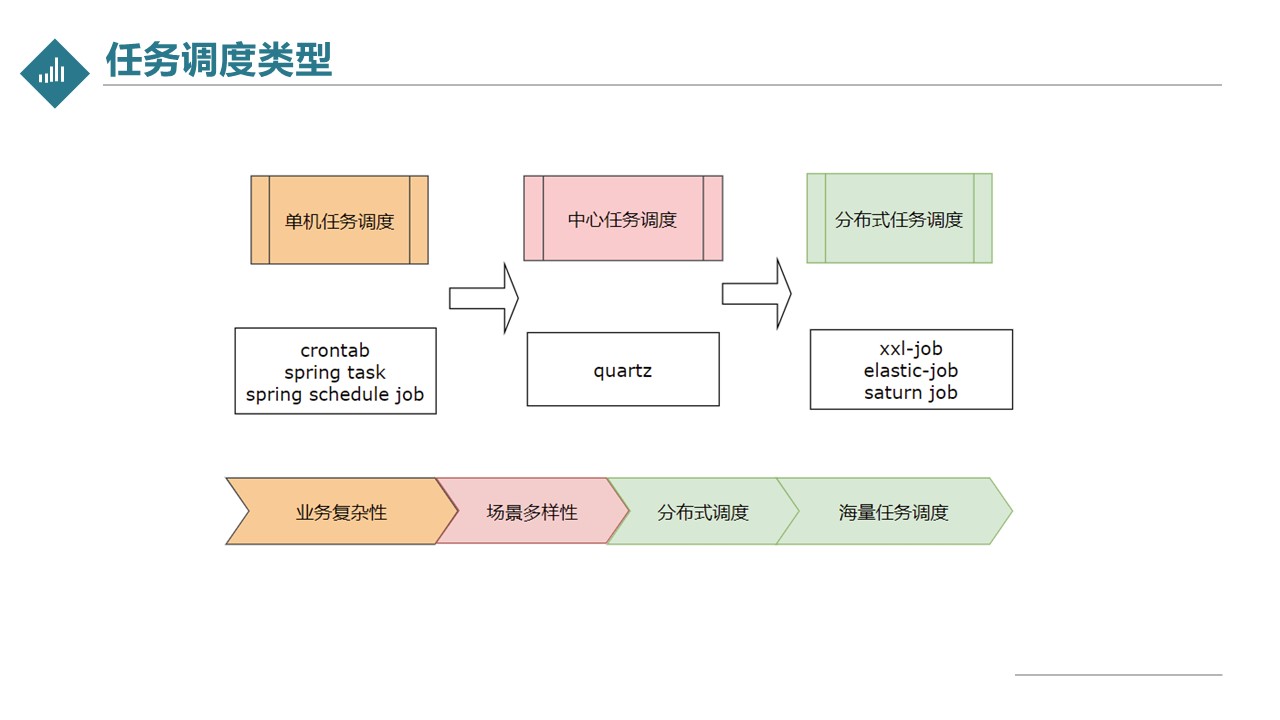 任务调度类型
单机任务调度
中心任务调度
分布式任务调度
crontab
spring task
spring schedule job
quartz
xxl-job
elastic-job
saturn job
业务复杂性
场景多样性
分布式调度
海量任务调度